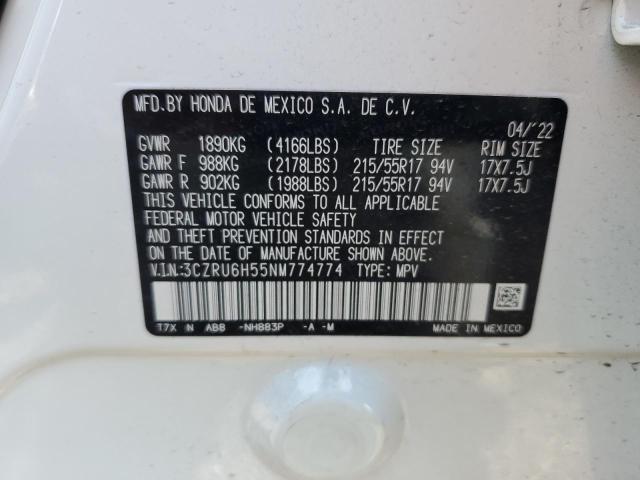 MFD.BY HONDA DE MEXICO S.A. DE C.V.
04/'22
GVWR 1890KG (4166LBS) TIRE SIZE RIM SIZE
GAWR F 988KG (2178LBS) 215/55R17 94V 17X7.5J
GAWR R 902KG (1988LBS) 215/55R17 94V 17X7.5J
THIS VEHICLE CONFORMS TO ALL APPLICABLE
FEDERAL MOTOR VEHICLE SAFETY
AND THEFT PREVENTION STANDARDS IN EFFECT
ON THE DATE OF MANUFACTURE SHOWN ABOVE.
V.I.N.:3CZRU6H55NM774774 TYPE: MPV
T7X N ABB -NH883P -A -M MADE IN MEXICO